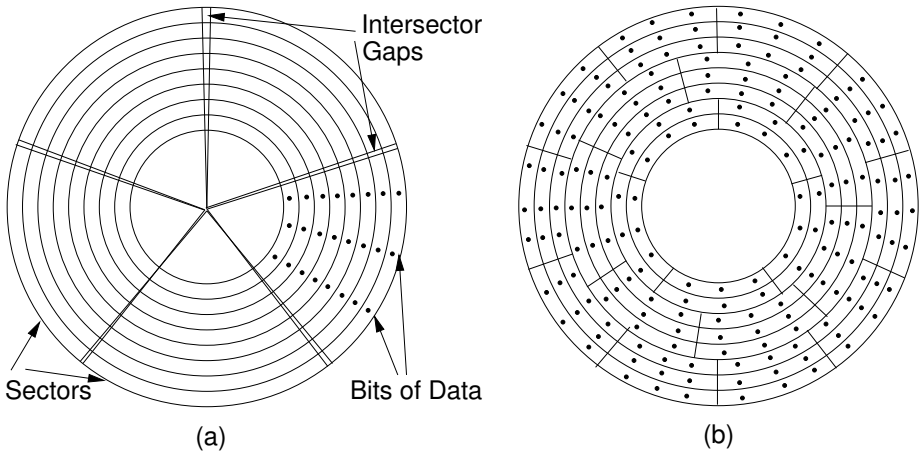 Intersector
Gaps
Sectors
Bits of Data
(a)
(b)